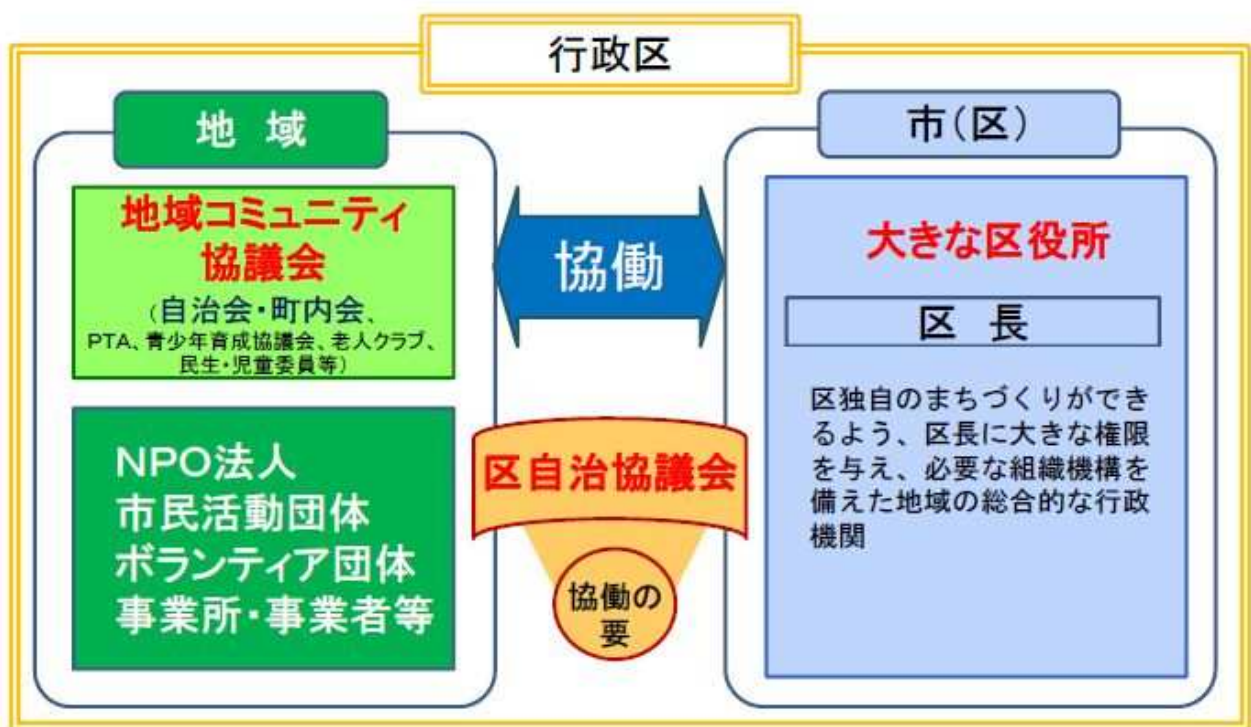 行政区
地 域
地域コミュニティ
協議会
(自治会・町内会、
PTA、青少年育成協議会、老人クラブ、
民生・児童委員等)
NPO法人
市民活動団体
ボランティア団体
事業所・事業者等
協働
区自治協議会
協働の
要
市(区)
大きな区役所
区 長
区独自のまちづくりができ
るよう、区長に大きな権限
を与え、必要な組織機構を
備えた地域の総合的な行政
機関